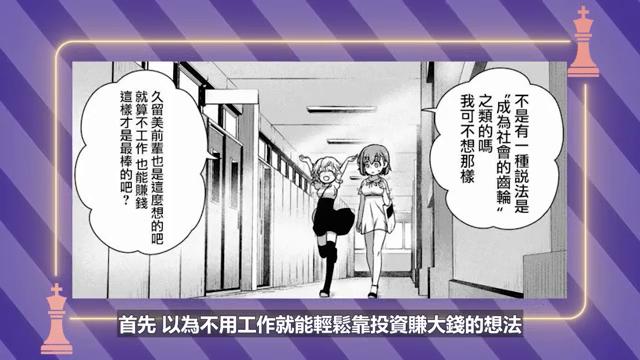 不是有一種說法是
“成為社會的齒輪“
之類的嗎
我可不想那樣
久留美前輩也是這麼想的吧
就算不工作 也能賺錢
這樣才是最棒的吧？
首先 以為不用工作就能輕鬆靠投資賺大錢的想法